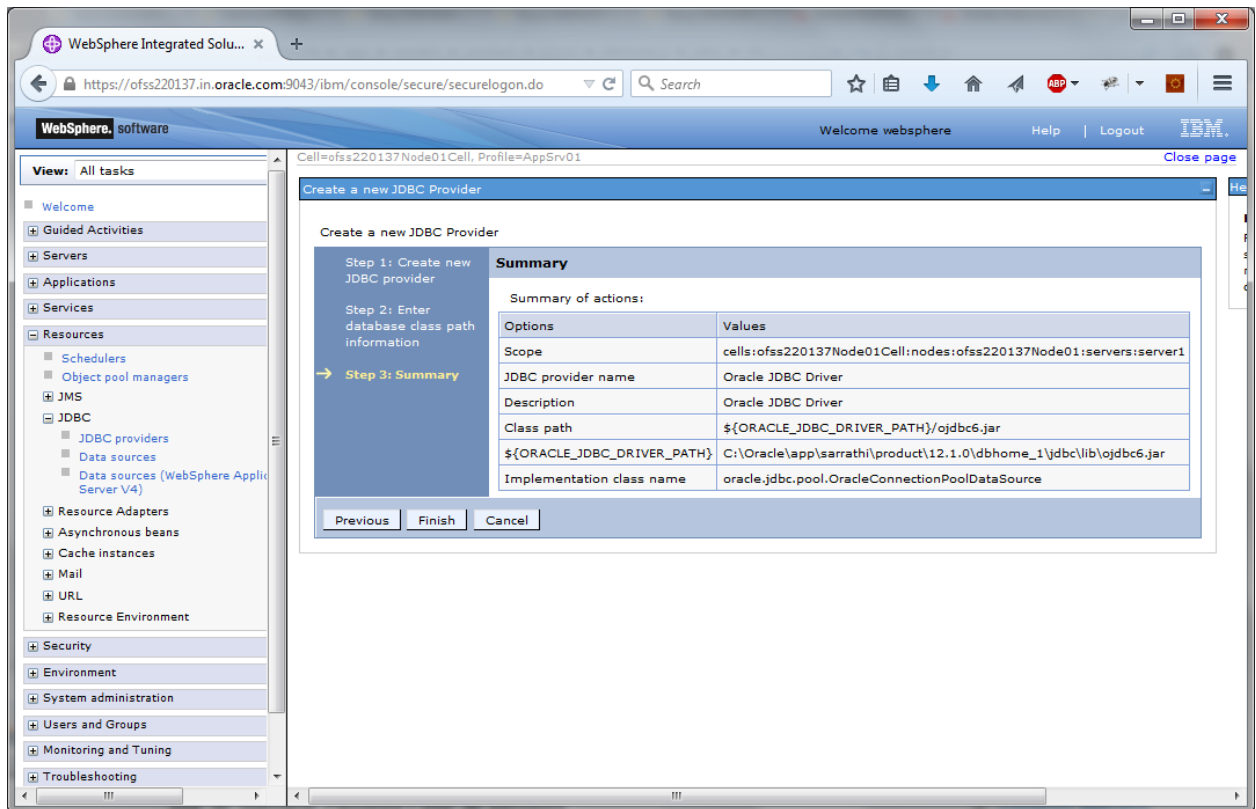 WebSphere Integrated Solu... × +
https://ofss220137.in.oracle.com:9043/ibm/console/secure/securelogon.do
Search
ABP
WebSphere. software
Welcome websphere
Help | Logout
IBM.
View: All tasks
Welcome
Guided Activities
Servers
Applications
Services
Resources
Schedulers
Object pool managers
JMS
JDBC
JDBC providers
Data sources
Data sources (WebSphere Applic
Server V4)
Resource Adapters
Asynchronous beans
Cache instances
Mail
URL
Resource Environment
Security
Environment
System administration
Users and Groups
Monitoring and Tuning
Troubleshooting
Cell=ofss220137Node01Cell, Profile=AppSrv01
Close page
Create a new JDBC Provider
He
Create a new JDBC Provider
Step 1: Create new
JDBC provider
Step 2: Enter
database class path
information
Step 3: Summary
Summary
Summary of actions:
Options Values
Scope cells:ofss220137Node01Cell:nodes:ofss220137Node01:servers:server1
JDBC provider name Oracle JDBC Driver
Description Oracle JDBC Driver
Class path ${ORACLE_JDBC_DRIVER_PATH}/ojdbc6.jar
${ORACLE_JDBC_DRIVER_PATH} C:\Oracle\app\sarrathi\product\12.1.0\dbhome_1\jdbc\lib\ojdbc6.jar
Implementation class name oracle.jdbc.pool.OracleConnectionPoolDataSource
Previous Finish Cancel